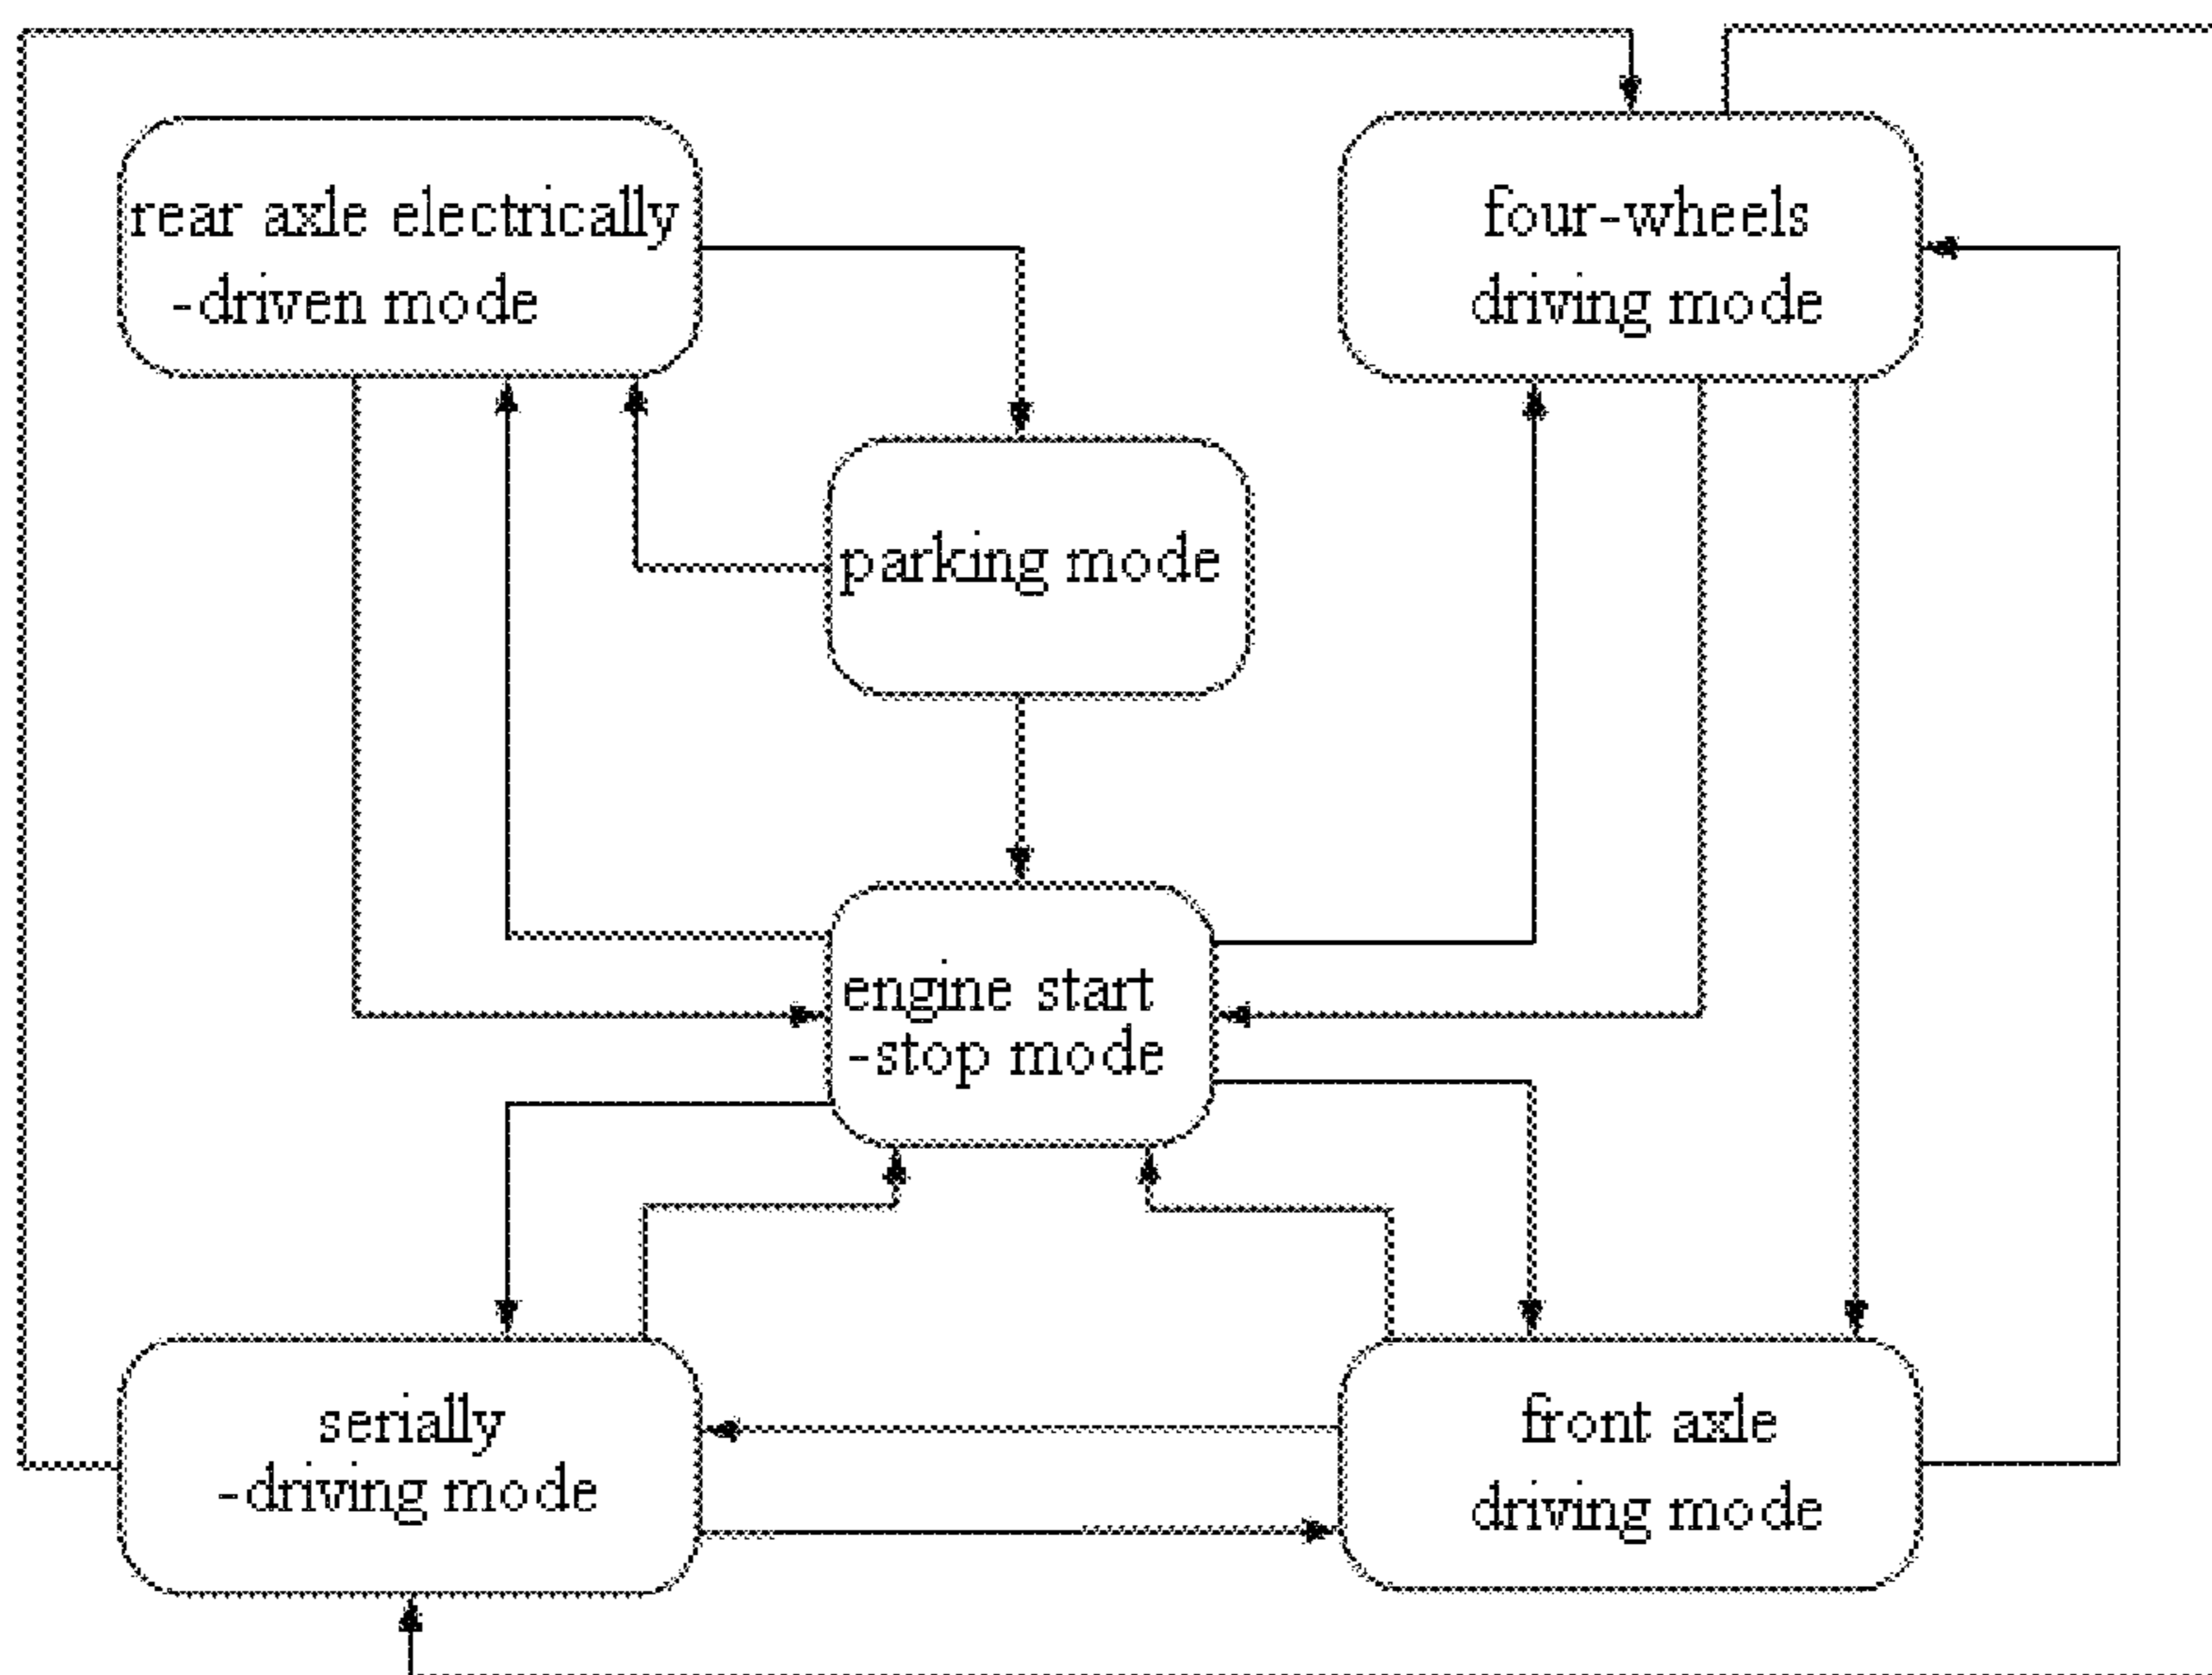 rear axle electrically
-driven mode
four-wheels
driving mode
parking mode
engine start
-stop mode
serially
-driving mode
front axle
driving mode